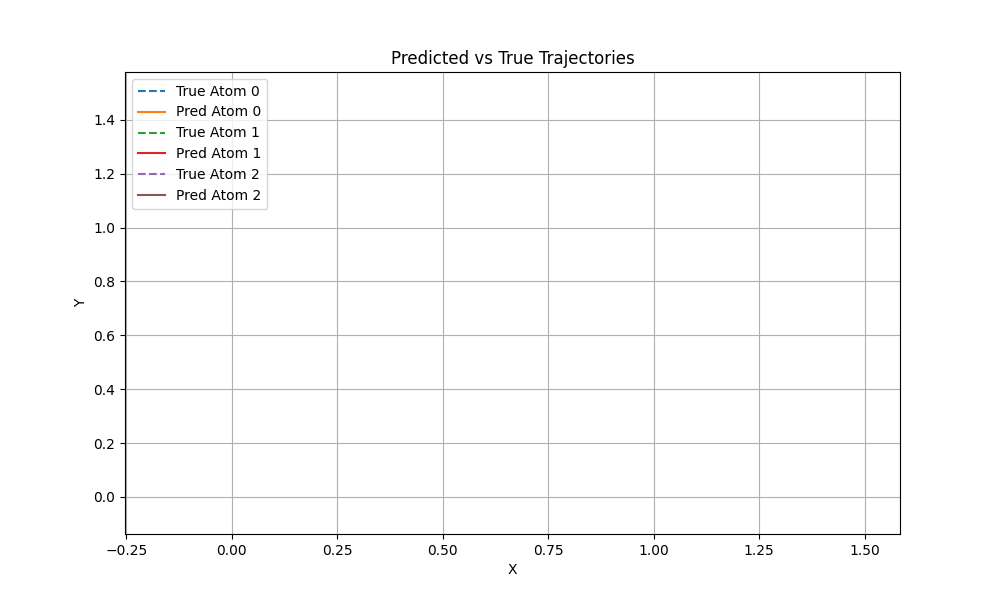 Predicted vs True Trajectories
True Atom 0
Pred Atom 0
True Atom 1
Pred Atom 1
True Atom 2
Pred Atom 2
Y
1.4
1.2
1.0
0.8
0.6
0.4
0.2
0.0
−0.25 0.00 0.25 0.50 0.75 1.00 1.25 1.50
X